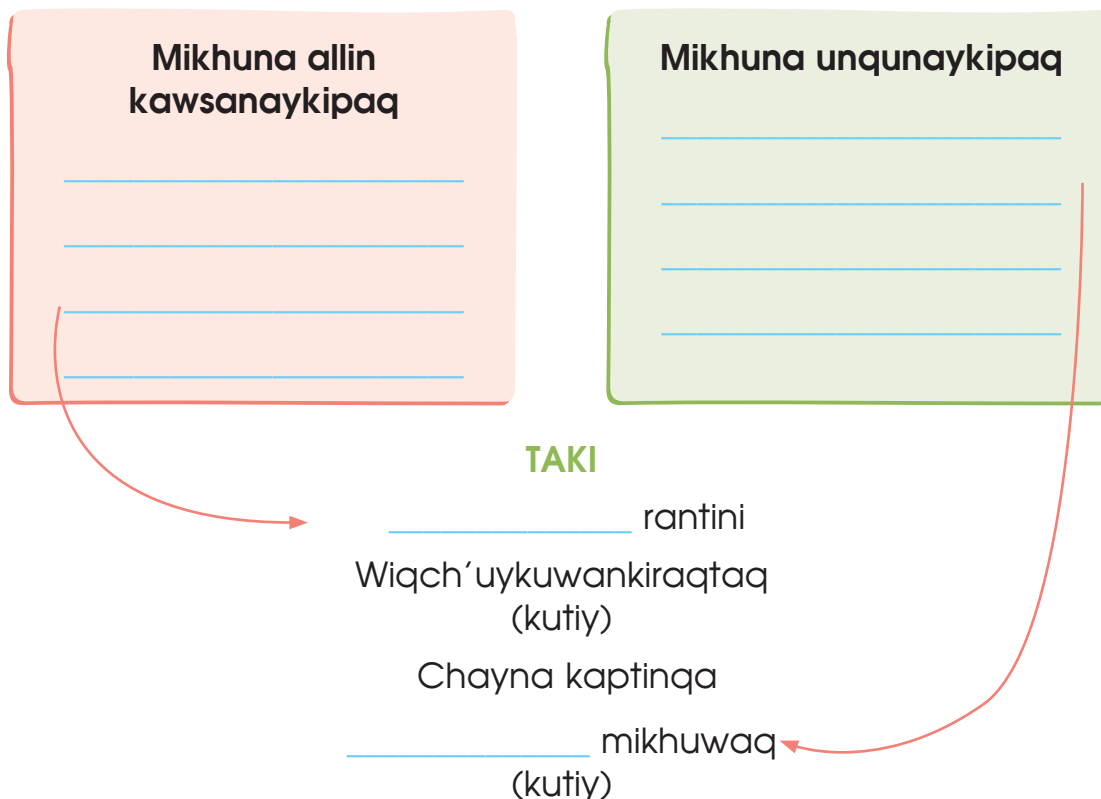 Mikhuna allin
kawsanaykipaq
Mikhuna unqunaykipaq
TAKI
rantini
Wiqch’uykuwankiraqtaq
(kutiy)
Chayna kaptinqa
mikhuwaq
(kutiy)